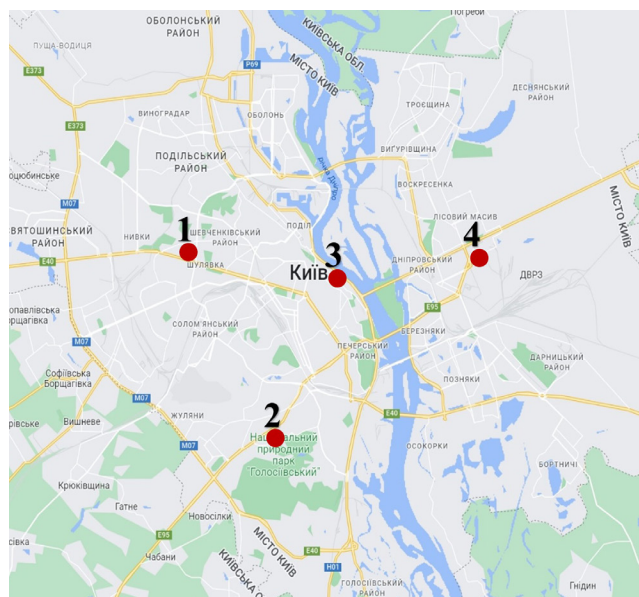 Погреби
ОБОЛОНСЬКИЙ
РАЙОН
КИЇВСЬКА ОБЛ.
МІСТО КИЇВ
ПУЩА-ВОДИЦЯ
E373
P69
ДЕСНЯНСЬКИЙ
РАЙОН
ТРОЄЩИНА
ВИНОГРАДАР
ОБОЛОНЬ
E373
ВИГУРІВЩИНА
ПОДІЛЬСЬКИЙ
РАЙОН
річка Дніпро
оцюбинське
ВОСКРЕСЕНКА
МІСТО КИЇВ
M07
ЛІСОВИЙ МАСИВ
ВЯТОШИНСЬКИЙ
РАЙОН
НИВКИ
1
ШЕВЧЕНКІВСЬКИЙ
РАЙОН
ПОДІЛ
3
4
E40
ШУЛЯВКА
Київ
ДНІПРОВСЬКИЙ
РАЙОН
ДВРЗ
E95
опавлівська
орщагівка
СОЛОМ'ЯНСЬКИЙ
РАЙОН
БЕРЕЗНЯКИ
M07
ПЕЧЕРСЬКИЙ
РАЙОН
ДАРНИЦЬКИЙ
РАЙОН
Софіївська
Борщагівка
ПОЗНЯКИ
Вишневе
ЖУЛЯНИ
2
E40
M07
Національний
природний
парк
"Голосіївський"
ОСОКОРКИ
БОРТНИЧІ
Крюківщина
Гатне
Новосілки
E95
МІСТО КИЇВ
Чабани
E40
КИЇВСЬКА О
H01
ГОЛОСІЇВСЬКИЙ
РАЙОН
Гнідин